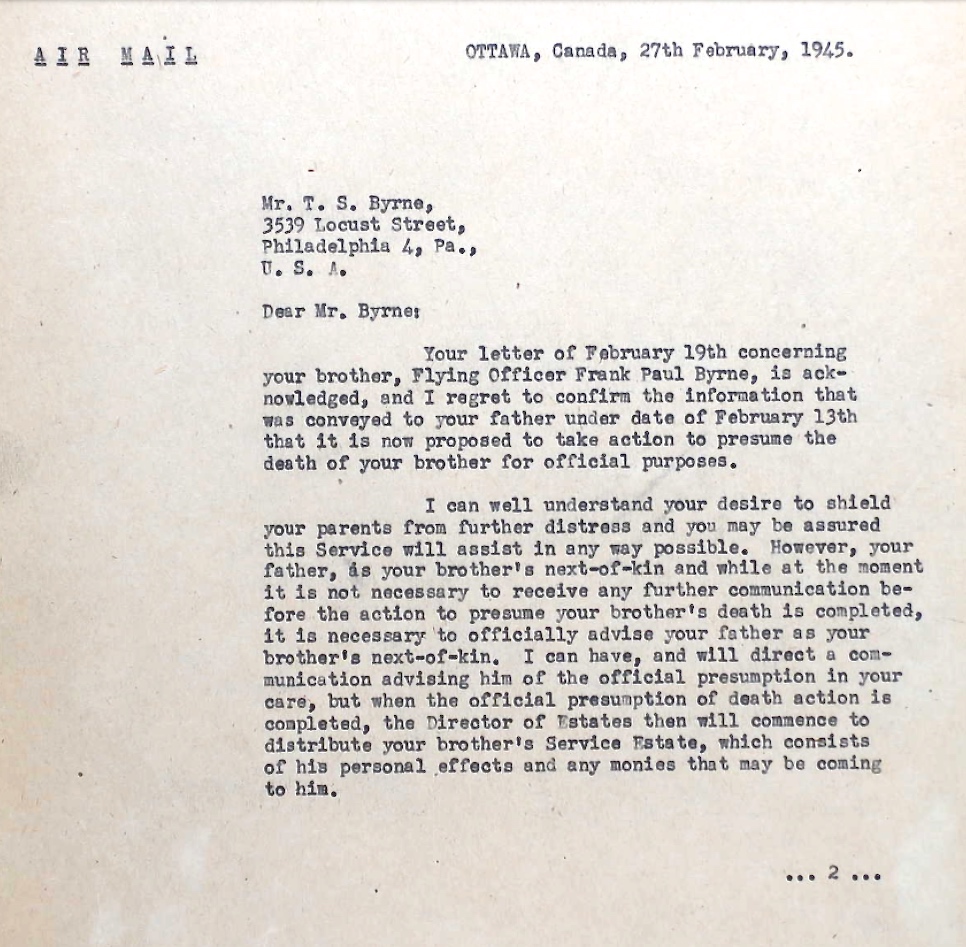 AIR MAIL
OTTAWA, Canada, 27th February, 1945.
Mr. T. S. Byrne,
3539 Locust Street,
Philadelphia 4, Pa.,
U. S. A.
Dear Mr. Byrne:
Your letter of February 19th concerning
your brother, Flying Officer Frank Paul Byrne, is ack-
nowledged, and I regret to confirm the information that
was conveyed to your father under date of February 13th
that it is now proposed to take action to presume the
death of your brother for official purposes.
I can well understand your desire to shield
your parents from further distress and you may be assured
this Service will assist in any way possible. However, your
father, is your brother's next-of-kin and while at the moment
it is not necessary to receive any further communication be-
fore the action to presume your brother's death is completed,
it is necessary to officially advise your father as your
brother's next-of-kin. I can have, and will direct a com-
munication advising him of the official presumption in your
care, but when the official presumption of death action is
completed, the Director of Estates then will commence to
distribute your brother's Service Estate, which consists
of his personal effects and any monies that may be coming
to him.
... 2 ...